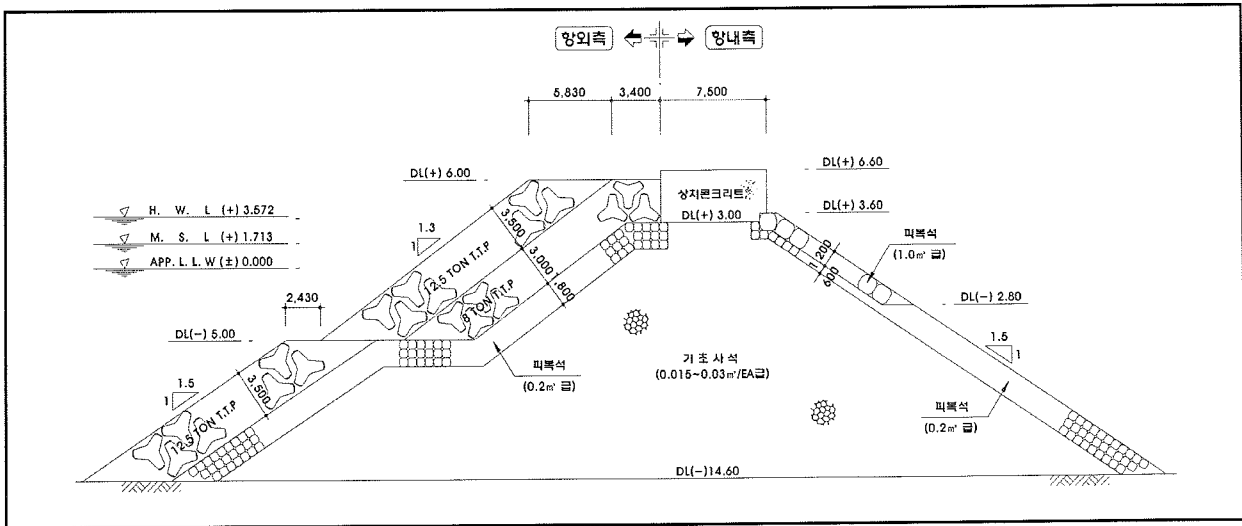 항외측
항내측
5,830
3,400
7,500
DL(+) 6.00
DL(+) 6.60
상치콘크리트
DL(+) 3.00
DL(+) 3.60
H. W. L (+) 3.572
M. S. L (+) 1.713
APP. L. L. W (±) 0.000
1.3
1
3,500
12.5 TON T.T.P
3,000
8 TON T.T.P
1,800
1,200
600
피복석
(1.0㎥ 급)
DL(-) 2.80
2,430
DL(-) 5.00
1.5
1
피복석
(0.2㎥ 급)
기초사석
(0.015~0.03㎥/EA급)
1.5
1
3,500
12.5 TON T.T.P
피복석
(0.2㎥ 급)
DL(-)14.60